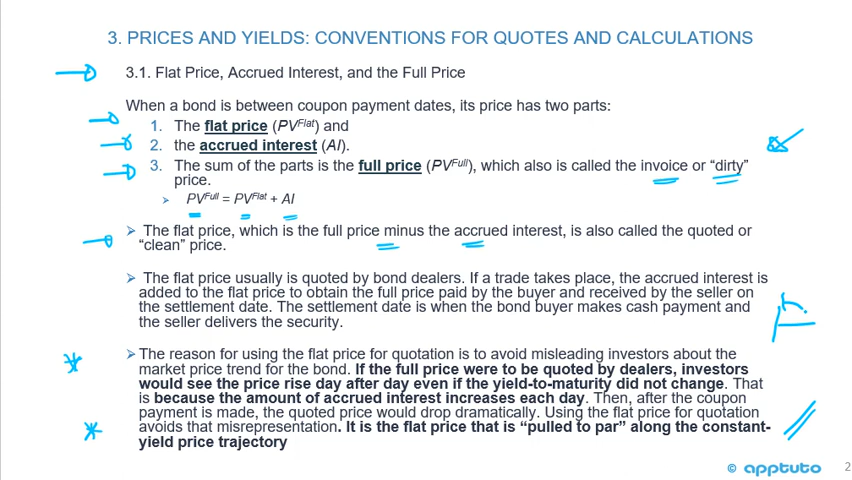 3. PRICES AND YIELDS: CONVENTIONS FOR QUOTES AND CALCULATIONS
3.1. Flat Price, Accrued Interest, and the Full Price
When a bond is between coupon payment dates, its price has two parts:
1. The flat price (PVFlat) and
2. the accrued interest (AI).
3. The sum of the parts is the full price (PVFull), which also is called the invoice or “dirty”
price.
➢ PVFull = PVFlat + AI
➢ The flat price, which is the full price minus the accrued interest, is also called the quoted or
“clean” price.
➢ The flat price usually is quoted by bond dealers. If a trade takes place, the accrued interest is
added to the flat price to obtain the full price paid by the buyer and received by the seller on
the settlement date. The settlement date is when the bond buyer makes cash payment and
the seller delivers the security.
➢ The reason for using the flat price for quotation is to avoid misleading investors about the
market price trend for the bond. If the full price were to be quoted by dealers, investors
would see the price rise day after day even if the yield-to-maturity did not change. That
is because the amount of accrued interest increases each day. Then, after the coupon
payment is made, the quoted price would drop dramatically. Using the flat price for quotation
avoids that misrepresentation. It is the flat price that is “pulled to par” along the constant-
yield price trajectory
© apptuto
2